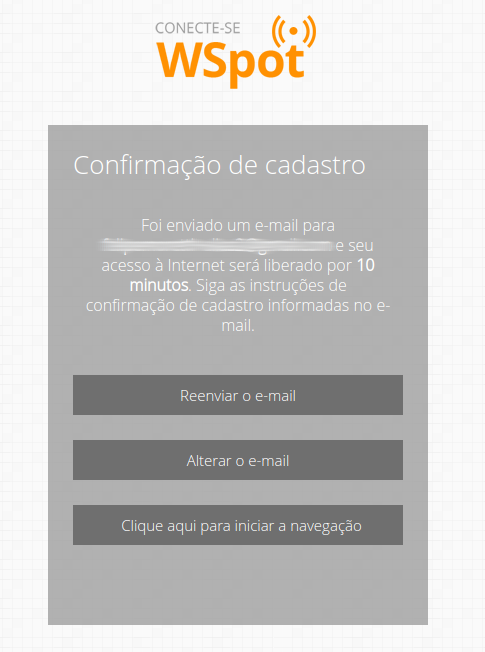 CONECTE-SE
WSpot
Confirmação de cadastro
Foi enviado um e-mail para
e seu
acesso à Internet será liberado por 10
minutos. Siga as instruções de
confirmação de cadastro informadas no e-
mail.
Reenviar o e-mail
Alterar o e-mail
Clique aqui para iniciar a navegação